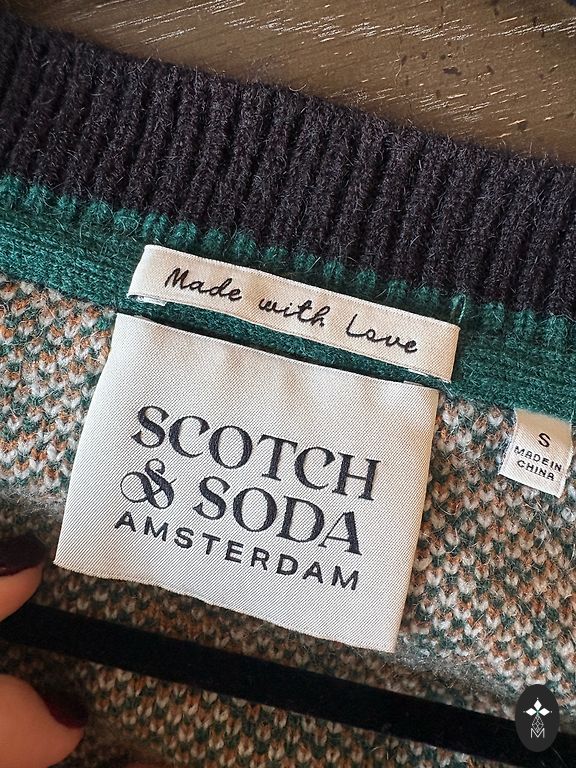 Made with Love
SCOTCH
& SODA
AMSTERDAM
S
MADE IN
CHINA